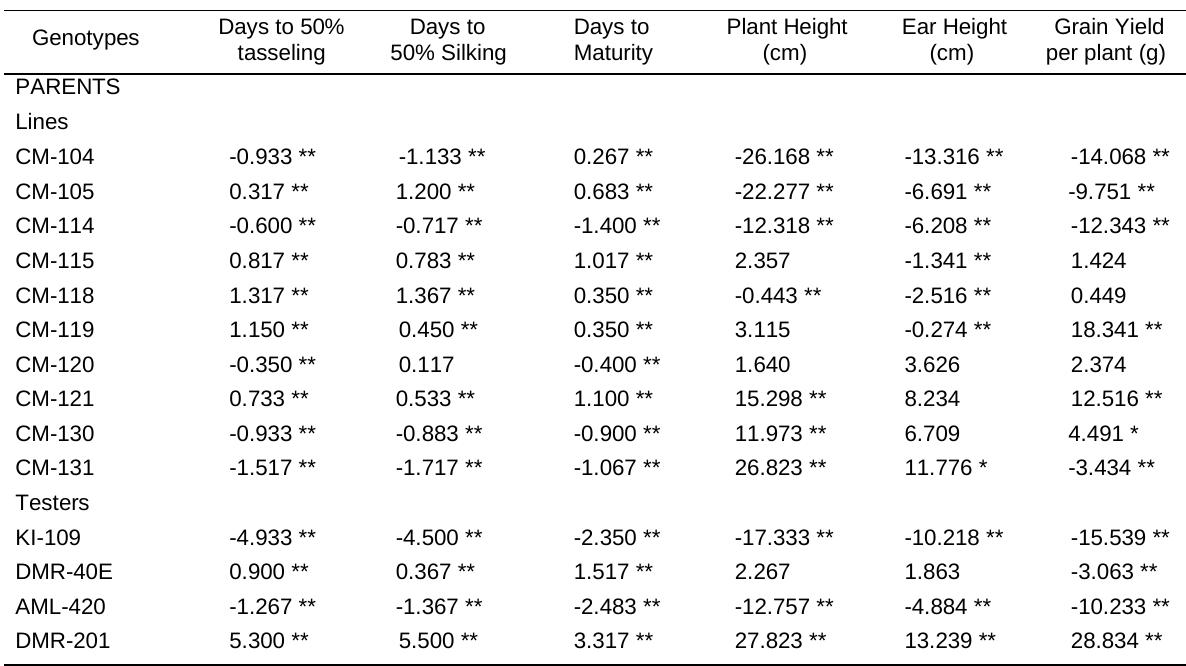 Genotypes Days to 50% tasseling Days to 50% Silking Days to Maturity Plant Height (cm) Ear Height (cm) Grain Yield per plant (g)
PARENTS
Lines
CM-104 -0.933 ** -1.133 ** 0.267 ** -26.168 ** -13.316 ** -14.068 **
CM-105 0.317 ** 1.200 ** 0.683 ** -22.277 ** -6.691 ** -9.751 **
CM-114 -0.600 ** -0.717 ** -1.400 ** -12.318 ** -6.208 ** -12.343 **
CM-115 0.817 ** 0.783 ** 1.017 ** 2.357 -1.341 ** 1.424
CM-118 1.317 ** 1.367 ** 0.350 ** -0.443 ** -2.516 ** 0.449
CM-119 1.150 ** 0.450 ** 0.350 ** 3.115 -0.274 ** 18.341 **
CM-120 -0.350 ** 0.117 -0.400 ** 1.640 3.626 2.374
CM-121 0.733 ** 0.533 ** 1.100 ** 15.298 ** 8.234 12.516 **
CM-130 -0.933 ** -0.883 ** -0.900 ** 11.973 ** 6.709 4.491 *
CM-131 -1.517 ** -1.717 ** -1.067 ** 26.823 ** 11.776 * -3.434 **
Testers
KI-109 -4.933 ** -4.500 ** -2.350 ** -17.333 ** -10.218 ** -15.539 **
DMR-40E 0.900 ** 0.367 ** 1.517 ** 2.267 1.863 -3.063 **
AML-420 -1.267 ** -1.367 ** -2.483 ** -12.757 ** -4.884 ** -10.233 **
DMR-201 5.300 ** 5.500 ** 3.317 ** 27.823 ** 13.239 ** 28.834 **